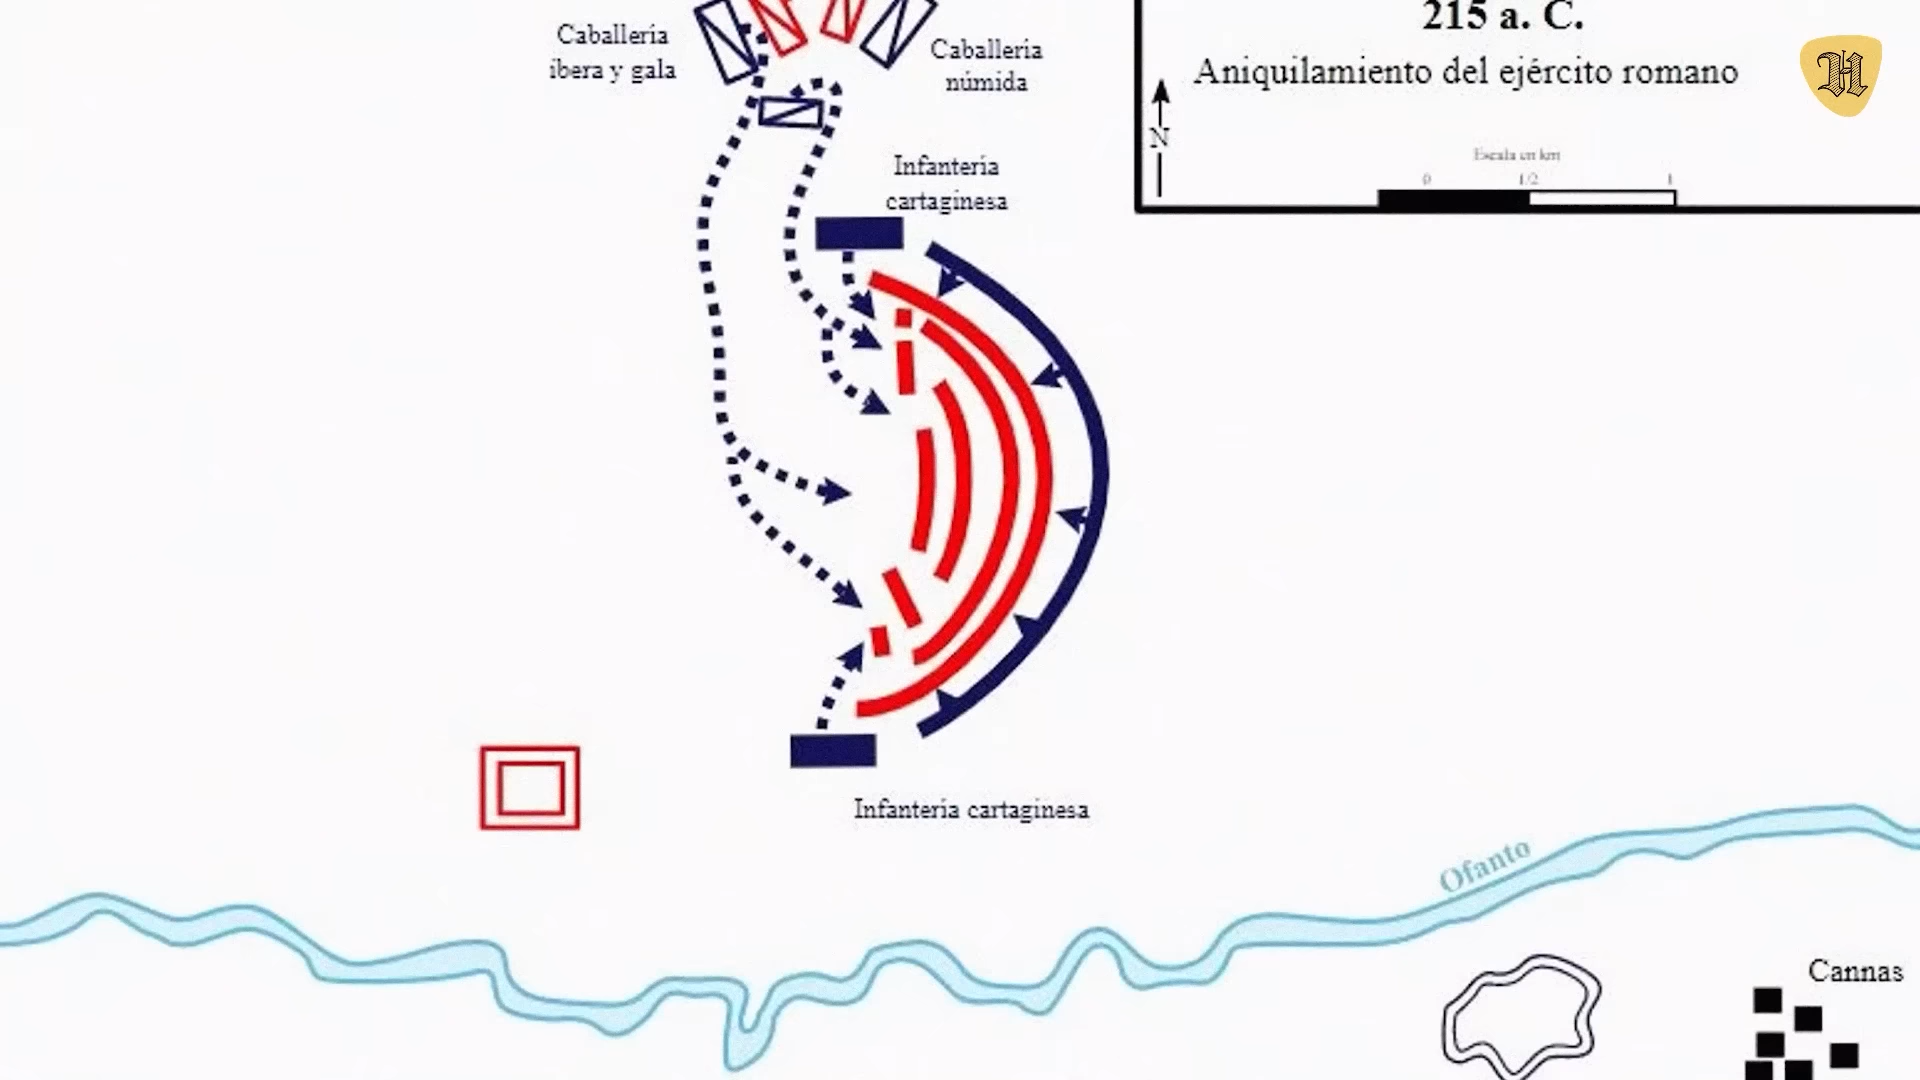 215 a. C.
Aniquilamiento del ejército romano
N
Escala en km
0 1/2 1
Caballería
íbera y gala
Caballería
númida
Infantería
cartaginesa
Infantería cartaginesa
Ofanto
Cannas
H